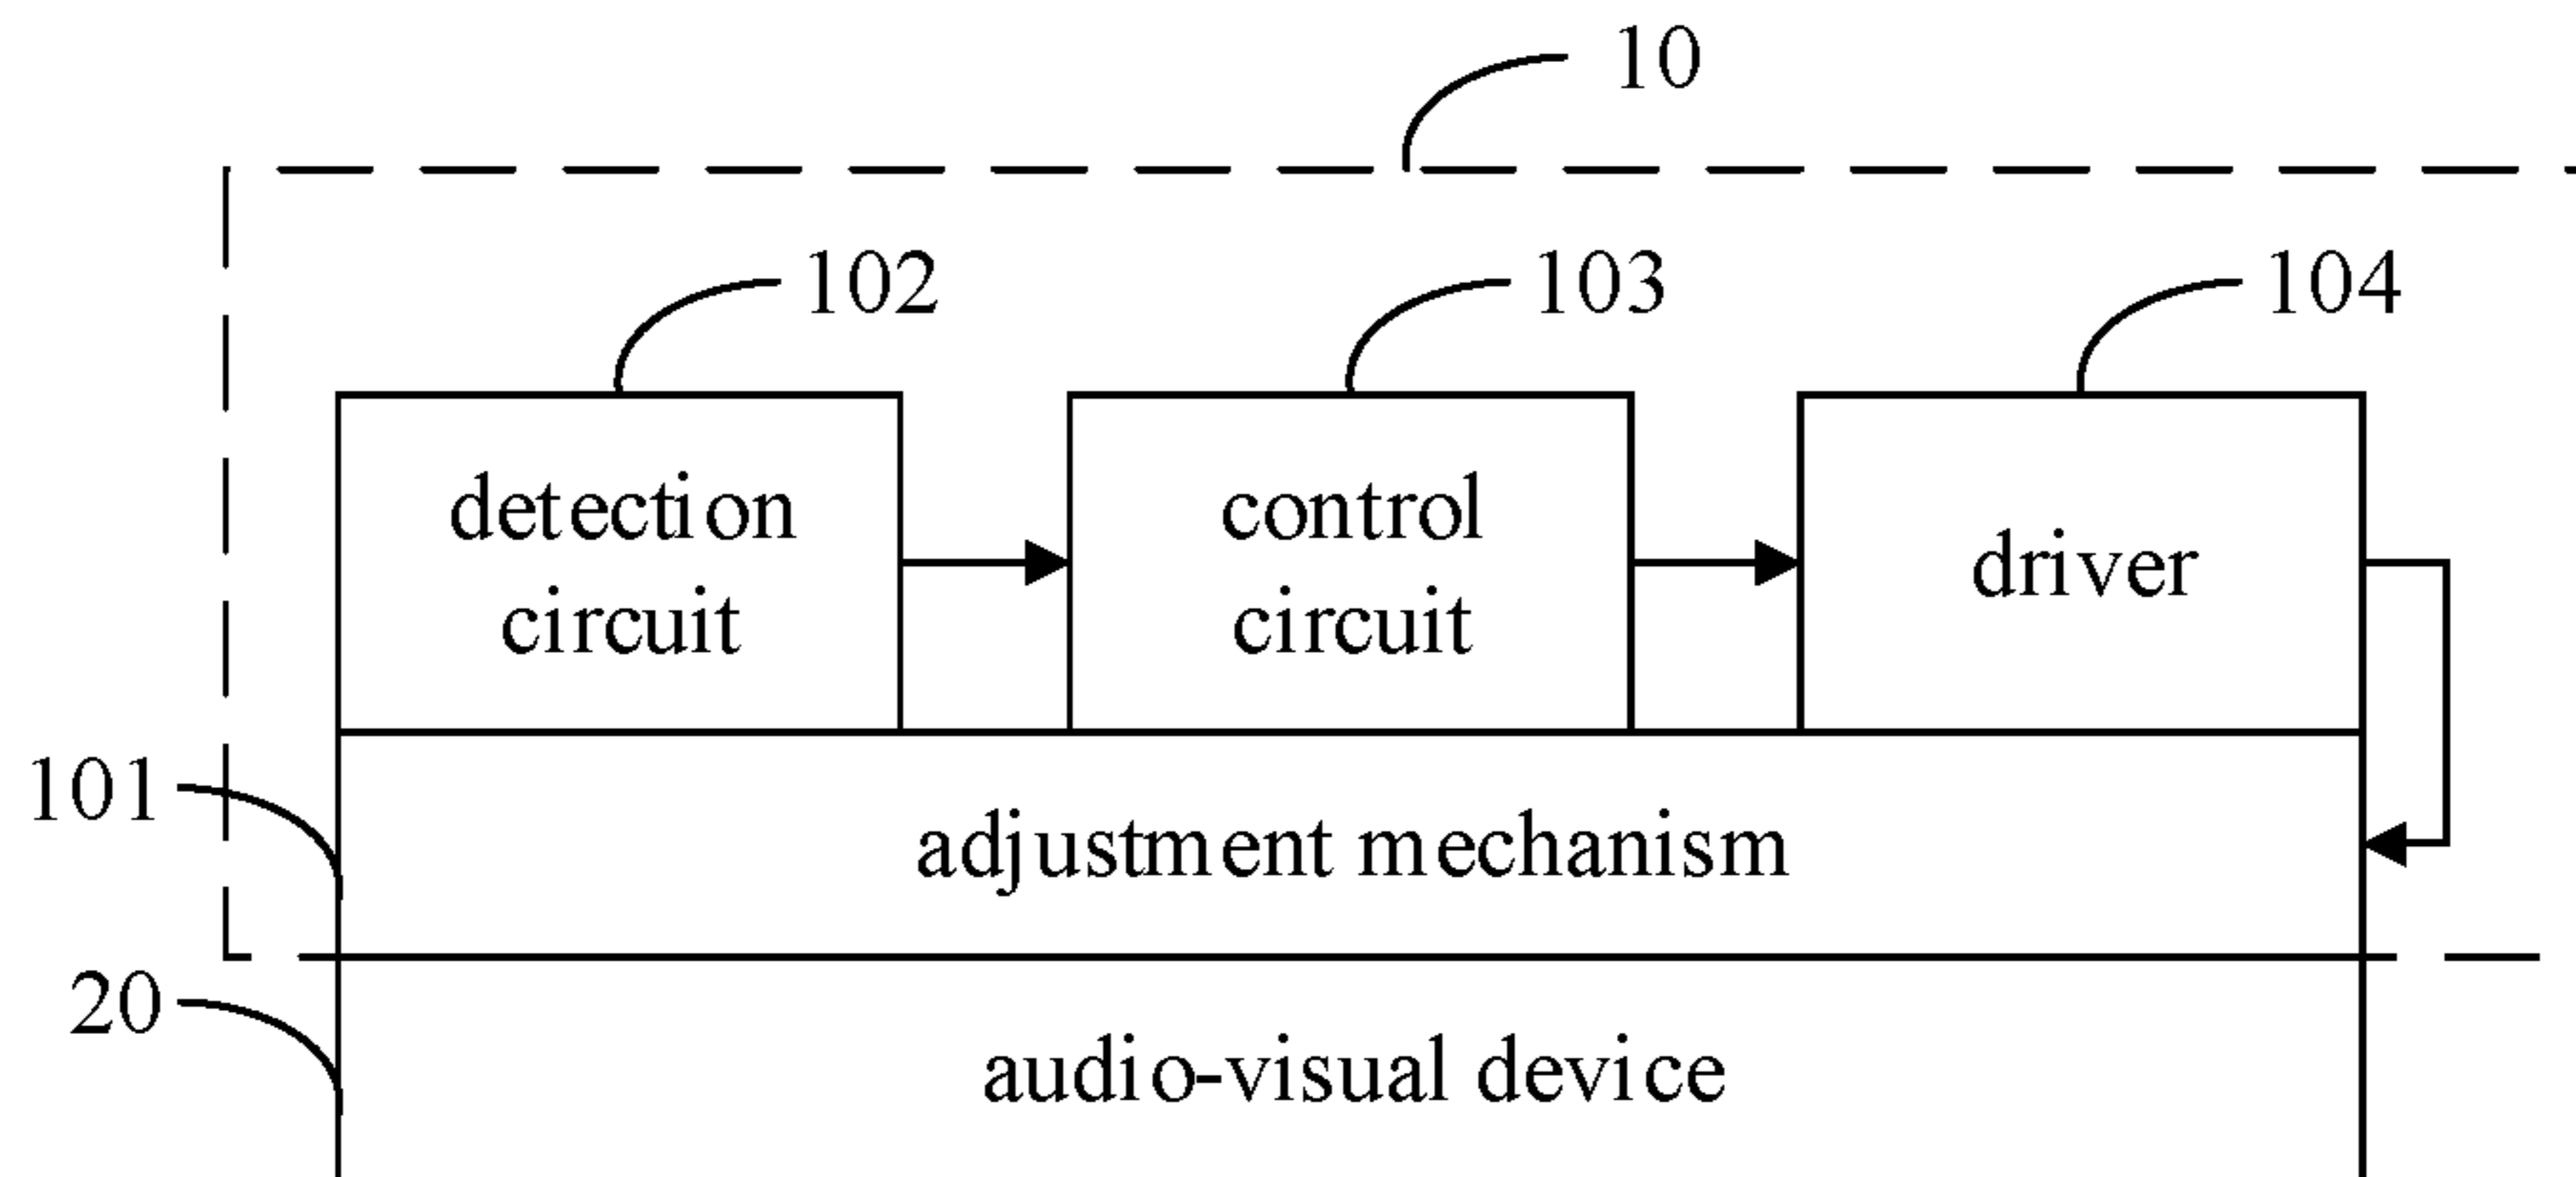 10
102
103
104
detection
circuit
control
circuit
driver
101
adjustment mechanism
20
audio-visual device